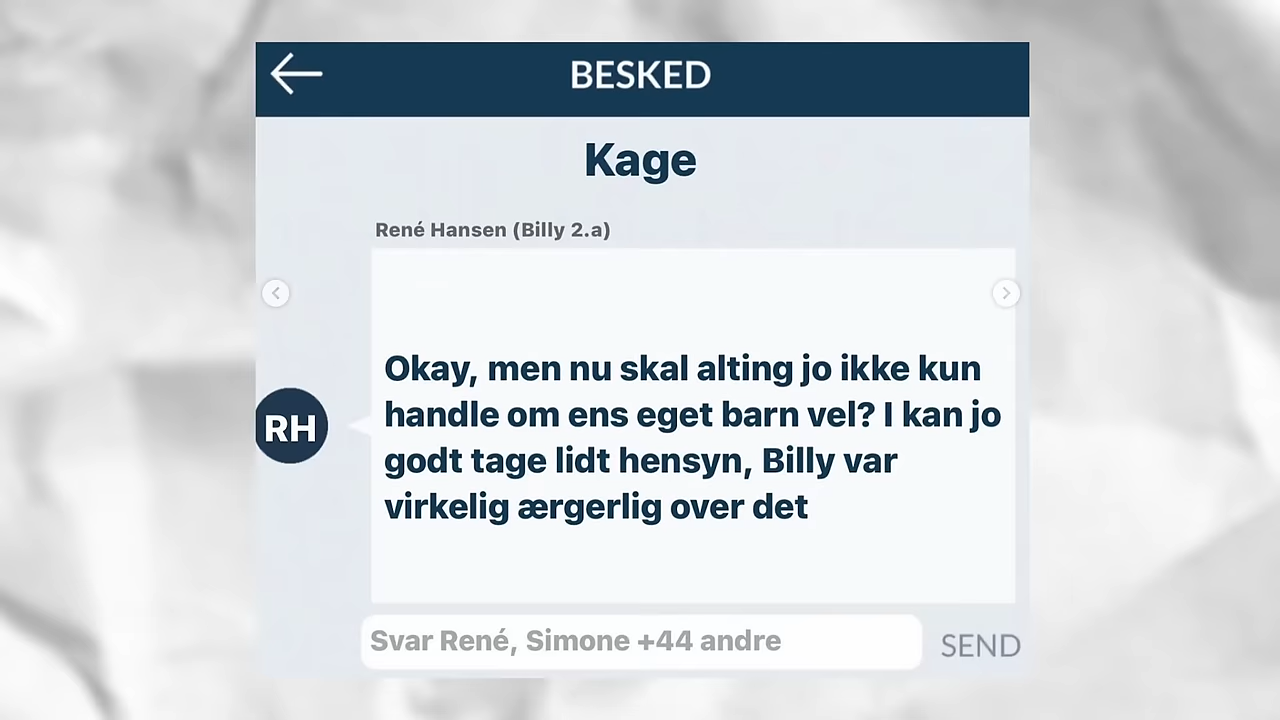 BESKED
Kage
René Hansen (Billy 2.a)
Okay, men nu skal alting jo ikke kun
handle om ens eget barn vel? I kan jo
godt tage lidt hensyn, Billy var
virkelig ærgerlig over det
RH
Svar René, Simone +44 andre
SEND